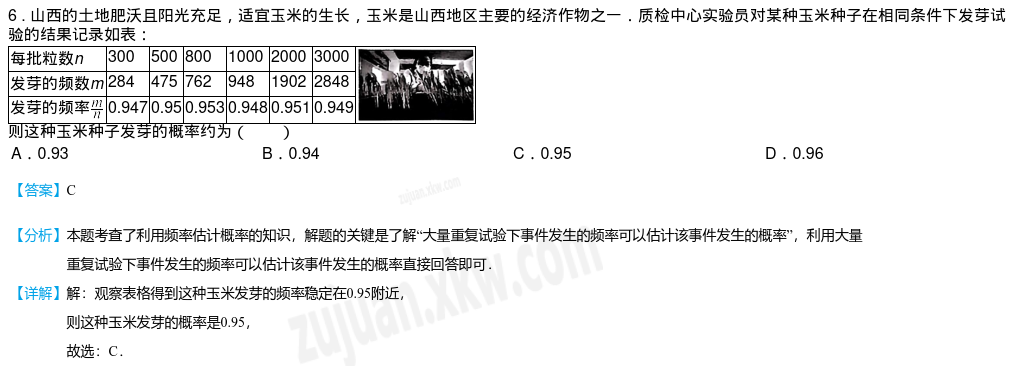 6．山西的土地肥沃且阳光充足，适宜玉米的生长，玉米是山西地区主要的经济作物之一．质检中心实验员对某种玉米种子在相同条件下发芽试
验的结果记录如表：
每批粒数n 300 500 800 1000 2000 3000
发芽的频数m 284 475 762 948 1902 2848
发芽的频率m/n 0.947 0.95 0.953 0.948 0.951 0.949
则这种玉米种子发芽的概率约为（　　）
A．0.93 B．0.94 C．0.95 D．0.96
【答案】C
【分析】本题考查了利用频率估计概率的知识，解题的关键是了解“大量重复试验下事件发生的频率可以估计该事件发生的概率”，利用大量
重复试验下事件发生的频率可以估计该事件发生的概率直接回答即可．
【详解】解：观察表格得到这种玉米发芽的频率稳定在0.95附近，
则这种玉米发芽的概率是0.95，
故选：C．
zujuan.xkw.com
zujuan.xkw.com